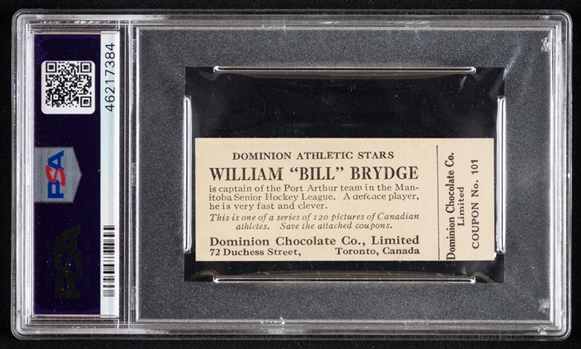 46217384
PSA
PSA
DOMINION ATHLETIC STARS
WILLIAM "BILL" BRYDGE
is captain of the Port Arthur team in the Man-
itoba Senior Hockey League. A defence player,
he is very fast and clever.
This is one of a series of 120 pictures of Canadian
athletes. Save the attached coupons.
Dominion Chocolate Co., Limited
72 Duchess Street, Toronto, Canada
Dominion Chocolate Co.
Limited
COUPON No. 101